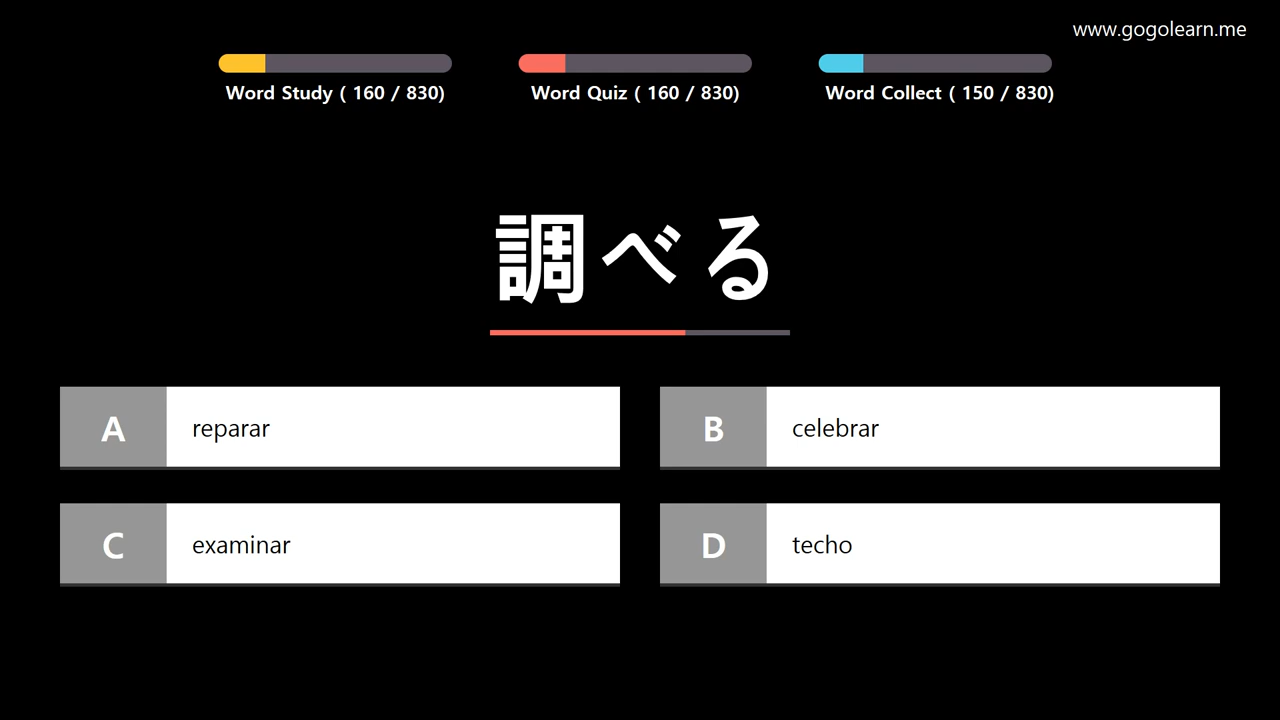 www.gogolearn.me
Word Study ( 160 / 830)
Word Quiz ( 160 / 830)
Word Collect ( 150 / 830)
調べる
A reparar
B celebrar
C examinar
D techo